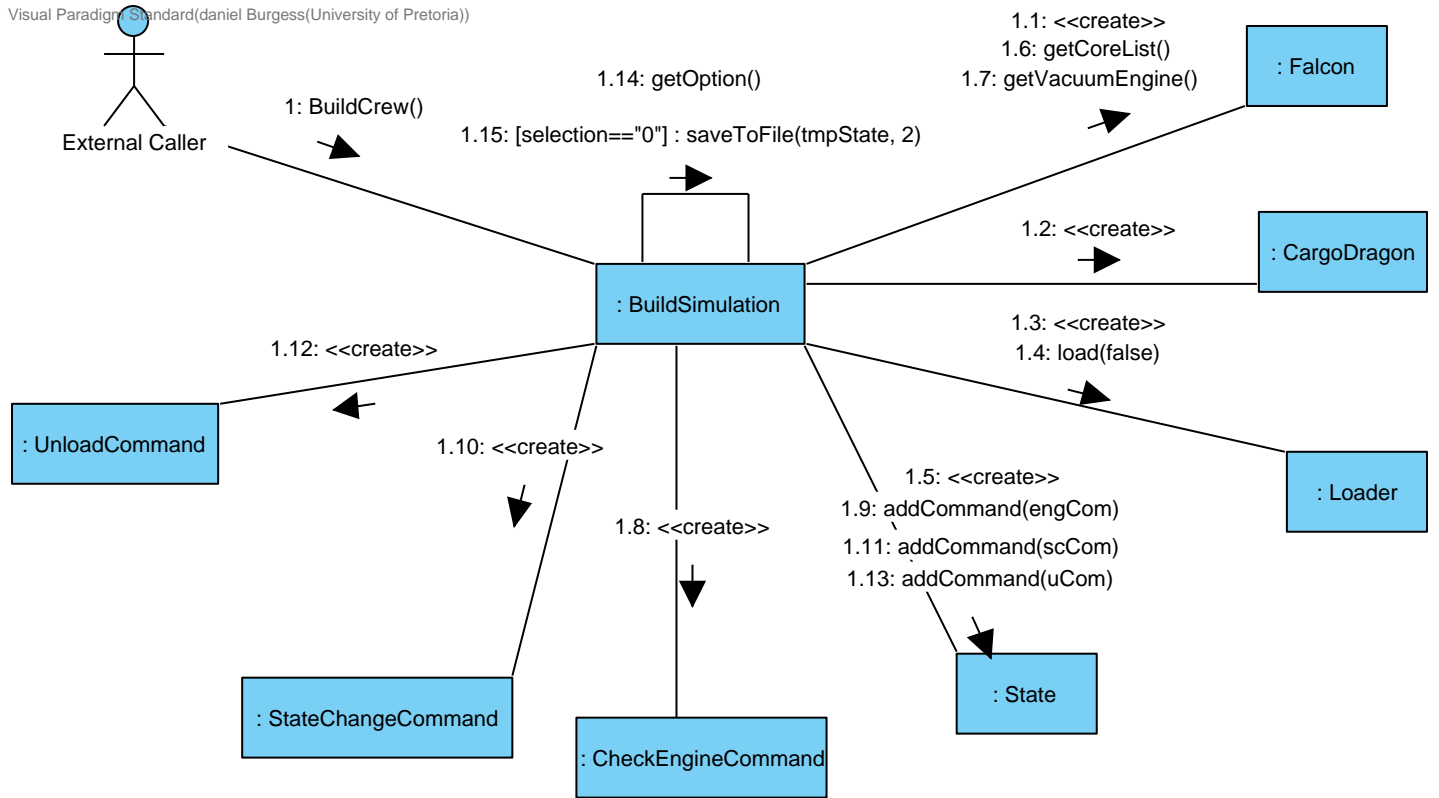 Visual Paradigm Standard(daniel Burgess(University of Pretoria))
1.1: <<create>>
1.6: getCoreList()
1.7: getVacuumEngine()
: Falcon
1.14: getOption()
1: BuildCrew()
External Caller
1.15: [selection=="0"] : saveToFile(tmpState, 2)
1.2: <<create>>
: CargoDragon
: BuildSimulation
1.3: <<create>>
1.4: load(false)
1.12: <<create>>
: UnloadCommand
1.10: <<create>>
1.5: <<create>>
1.9: addCommand(engCom)
1.11: addCommand(scCom)
1.13: addCommand(uCom)
: Loader
1.8: <<create>>
: State
: StateChangeCommand
: CheckEngineCommand